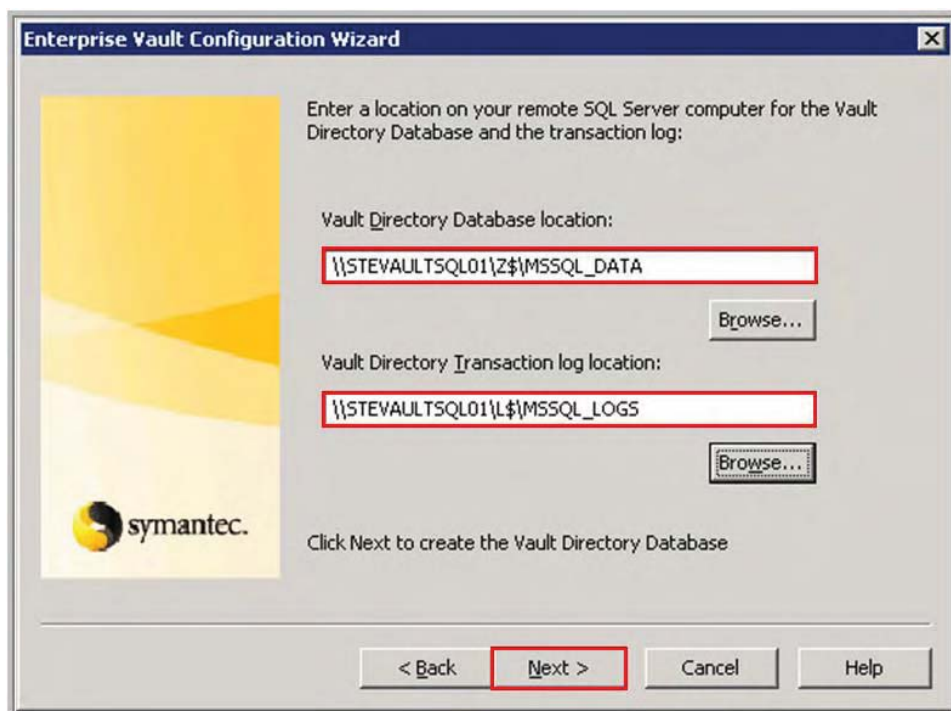 Enterprise Vault Configuration Wizard
Enter a location on your remote SQL Server computer for the Vault
Directory Database and the transaction log:
Vault Directory Database location:
\\STEVAULTSQL01\Z$\MSSQL_DATA
Browse...
Vault Directory Transaction log location:
\\STEVAULTSQL01\L$\MSSQL_LOGS
Browse...
symantec.
Click Next to create the Vault Directory Database
< Back Next > Cancel Help